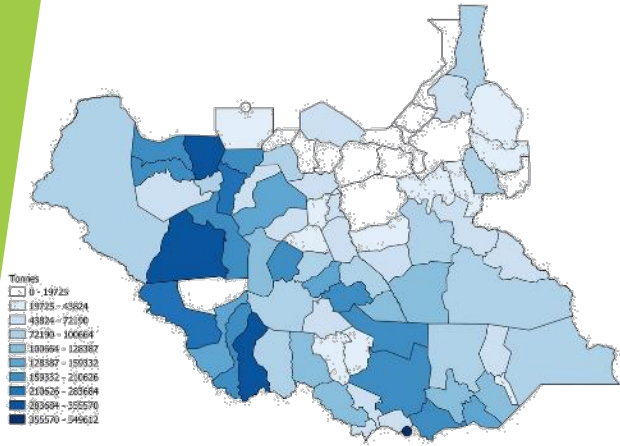 Tonnes
0 - 19725
19725 - 43824
43824 - 72190
72190 - 100664
100664 - 128387
128387 - 159332
159332 - 210626
210626 - 283684
283684 - 355570
355570 - 549612